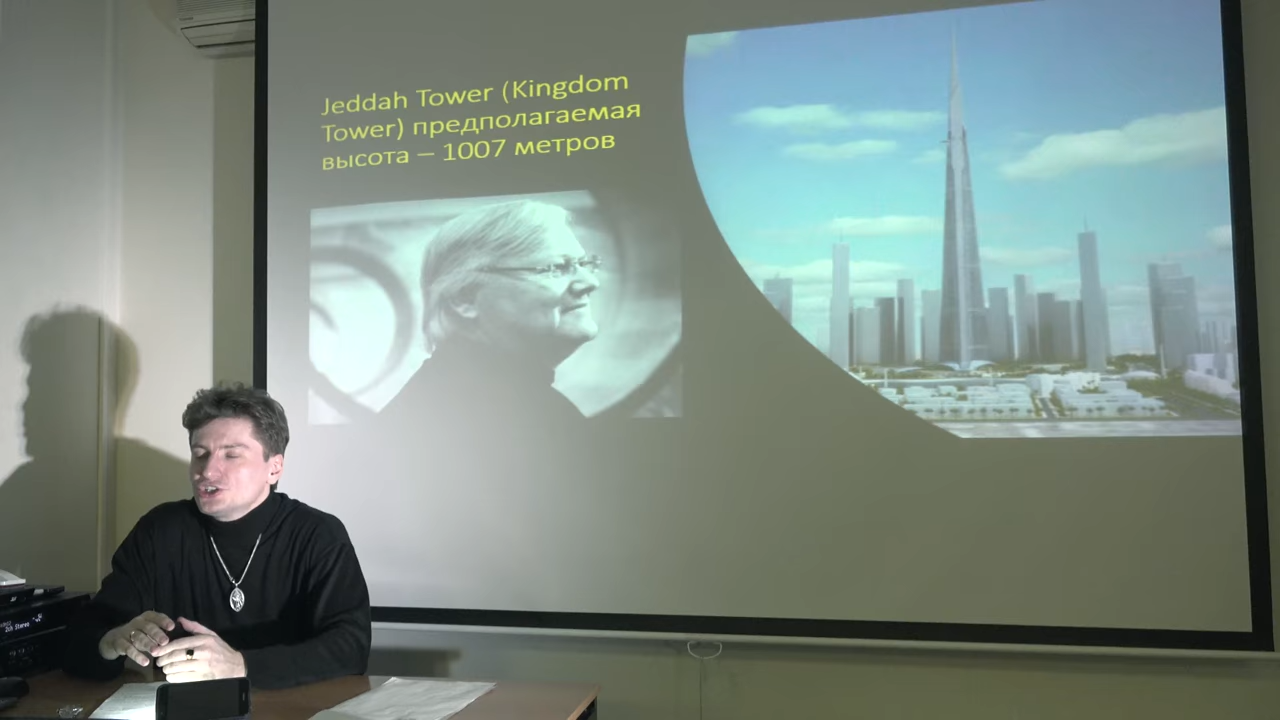 Jeddah Tower (Kingdom
Tower) предполагаемая
высота – 1007 метров